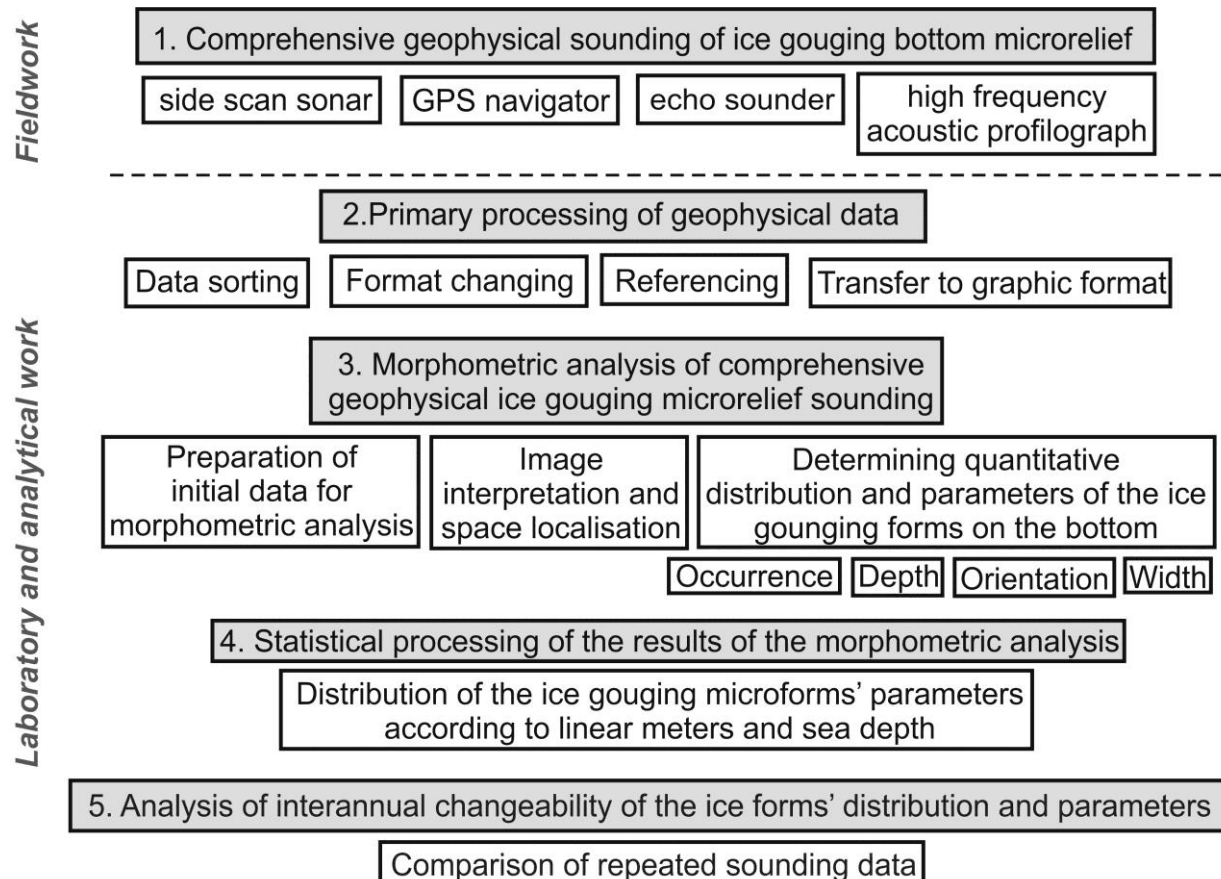 Fieldwork
1. Comprehensive geophysical sounding of ice gouging bottom microrelief
side scan sonar
GPS navigator
echo sounder
high frequency
acoustic profilograph
Laboratory and analytical work
2.Primary processing of geophysical data
Data sorting
Format changing
Referencing
Transfer to graphic format
3. Morphometric analysis of comprehensive
geophysical ice gouging microrelief sounding
Preparation of
initial data for
morphometric analysis
Image
interpretation and
space localisation
Determining quantitative
distribution and parameters of the ice
gounging forms on the bottom
Occurrence
Depth
Orientation
Width
4. Statistical processing of the results of the morphometric analysis
Distribution of the ice gouging microforms’ parameters
according to linear meters and sea depth
5. Analysis of interannual changeability of the ice forms’ distribution and parameters
Comparison of repeated sounding data